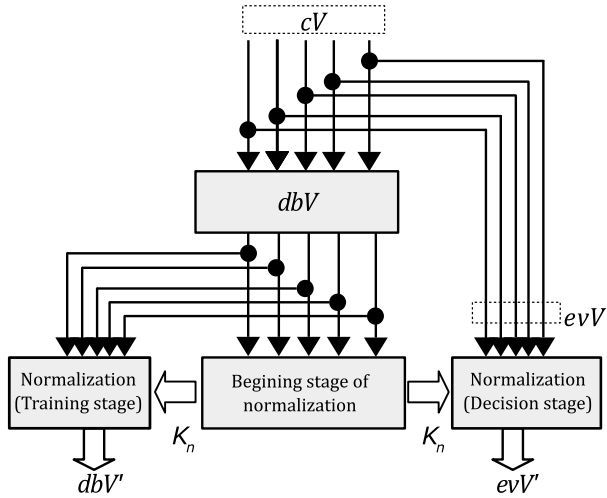 cV
dbV
evV
Normalization
(Training stage)
Begining stage of
normalization
Normalization
(Decision stage)
Kn
Kn
dbV'
evV'